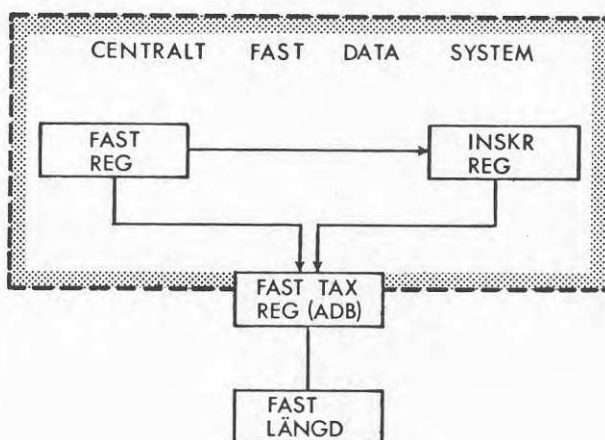 CENTRALT FAST DATA SYSTEM
FAST
REG
INSKR
REG
FAST TAX
REG (ADB)
FAST
LÄNGD